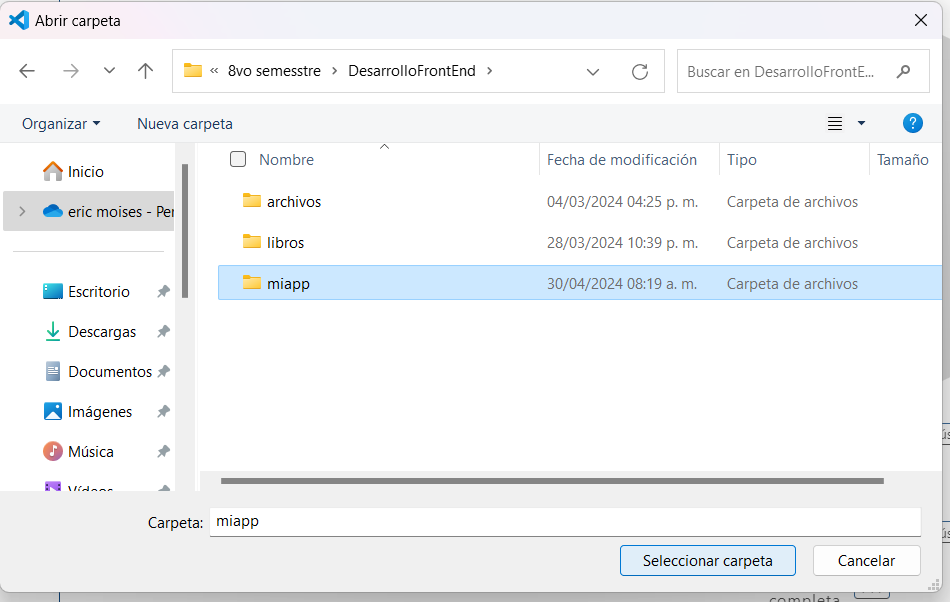 Abrir carpeta
« 8vo semesstre > DesarrolloFrontEnd >
Buscar en DesarrolloFrontE...
Organizar
Nueva carpeta
?
Inicio
eric moises - Per
Escritorio
Descargas
Documentos
Imágenes
Música
Vídeos
Nombre Fecha de modificación Tipo Tamaño
archivos 04/03/2024 04:25 p. m. Carpeta de archivos
libros 28/03/2024 10:39 p. m. Carpeta de archivos
miapp 30/04/2024 08:19 a. m. Carpeta de archivos
Carpeta: miapp
Seleccionar carpeta
Cancelar
completa